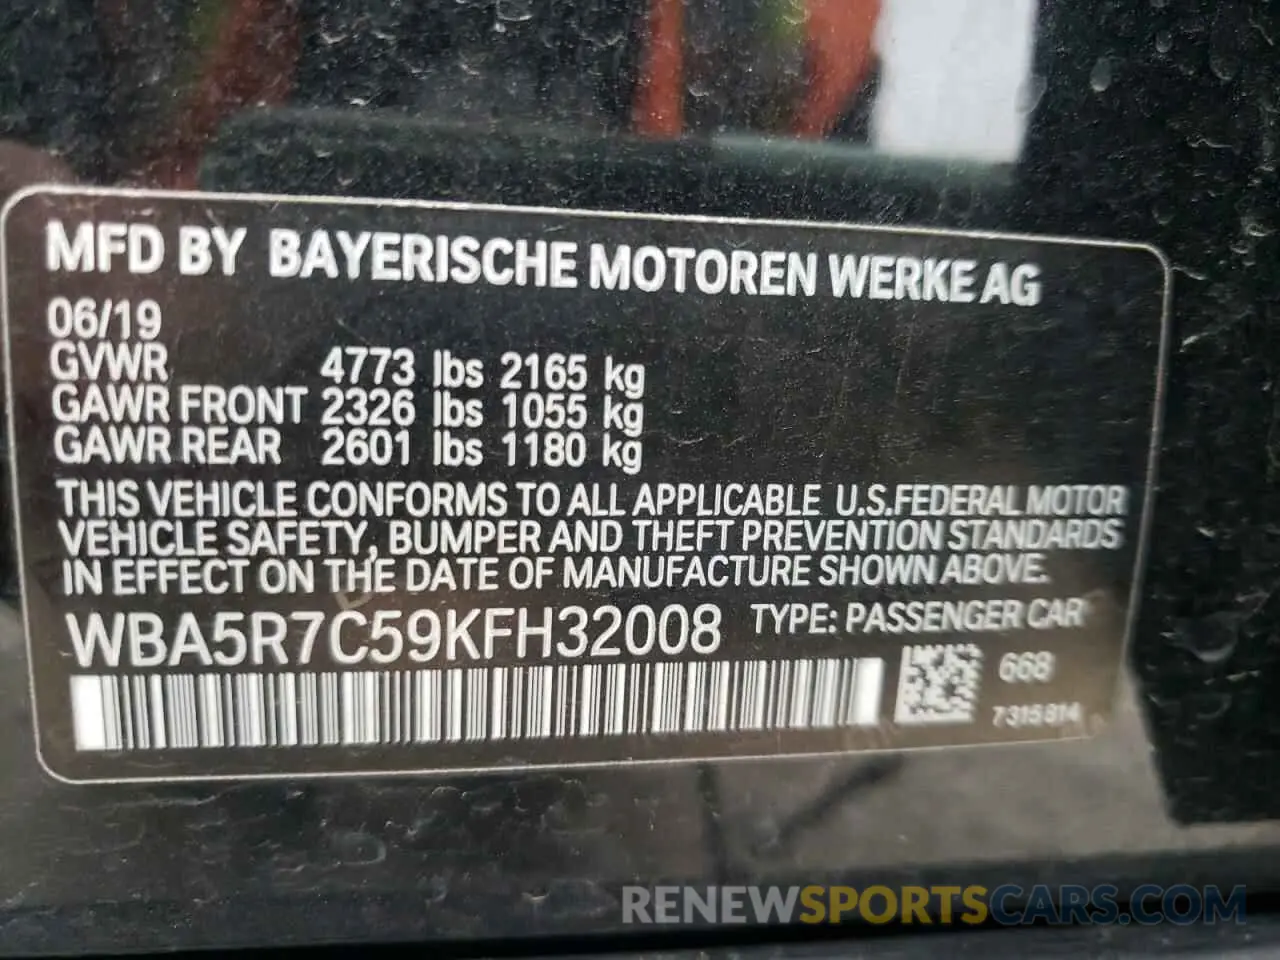 MFD BY BAYERISCHE MOTOREN WERKE AG
06/19
GVWR 4773 lbs 2165 kg
GAWR FRONT 2326 lbs 1055 kg
GAWR REAR 2601 lbs 1180 kg
THIS VEHICLE CONFORMS TO ALL APPLICABLE U.S.FEDERAL MOTOR
VEHICLE SAFETY, BUMPER AND THEFT PREVENTION STANDARDS
IN EFFECT ON THE DATE OF MANUFACTURE SHOWN ABOVE.
WBA5R7C59KFH32008 TYPE: PASSENGER CAR
668
7315814
RENEWSPORTSCARS.COM